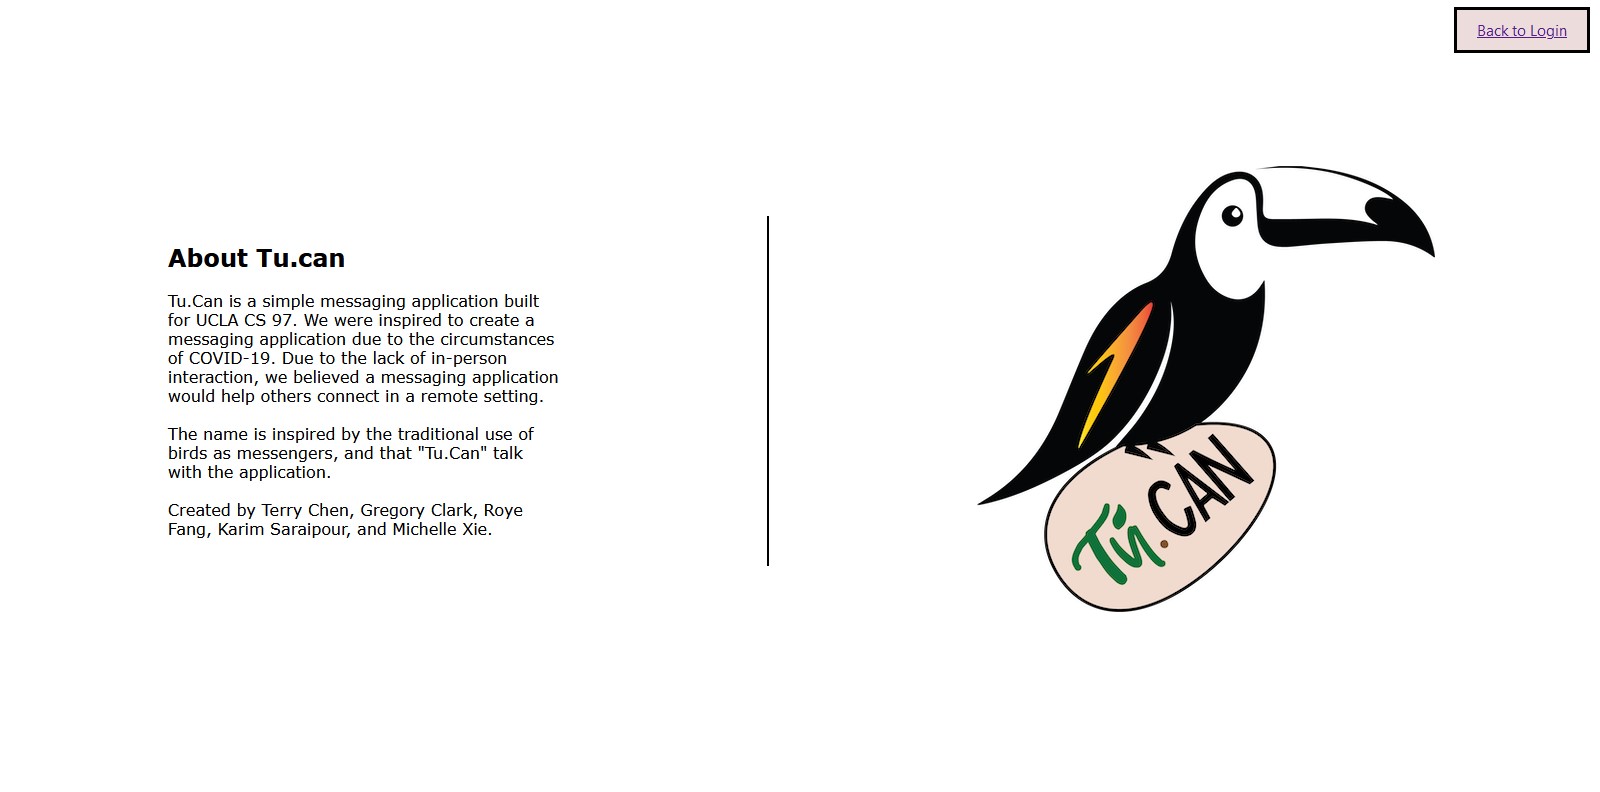 Back to Login
About Tu.can
Tu.Can is a simple messaging application built
for UCLA CS 97. We were inspired to create a
messaging application due to the circumstances
of COVID-19. Due to the lack of in-person
interaction, we believed a messaging application
would help others connect in a remote setting.
The name is inspired by the traditional use of
birds as messengers, and that "Tu.Can" talk
with the application.
Created by Terry Chen, Gregory Clark, Roye
Fang, Karim Saraipour, and Michelle Xie.
Tu.CAN